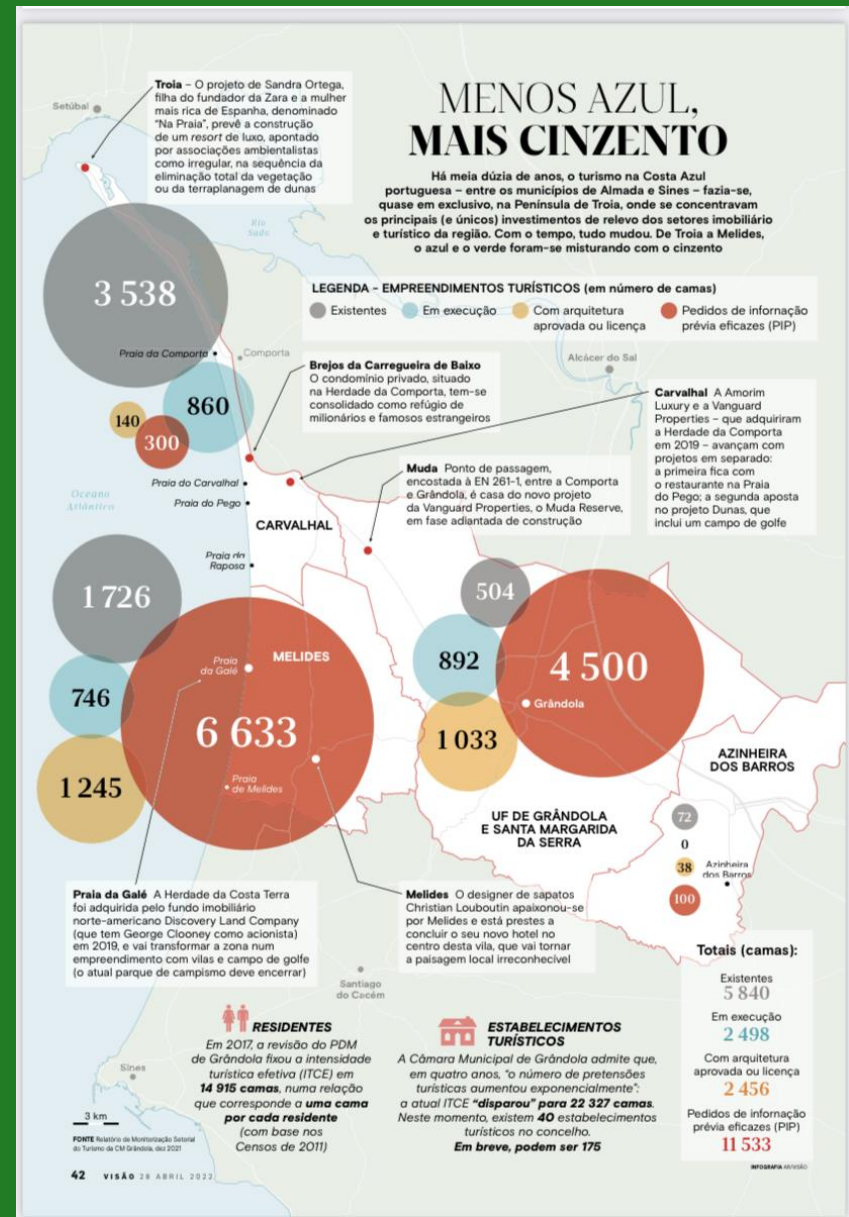 Setúbal
Troia – O projeto de Sandra Ortega,
filha do fundador da Zara e a mulher
mais rica de Espanha, denominado
“Na Praia”, prevê a construção
de um resort de luxo, apontado
por associações ambientalistas
como irregular, na sequência da
eliminação total da vegetação
ou da terraplanagem de dunas
MENOS AZUL,
MAIS CINZENTO
Há meia dúzia de anos, o turismo na Costa Azul
portuguesa – entre os municípios de Almada e Sines – fazia-se,
quase em exclusivo, na Península de Troia, onde se concentravam
os principais (e únicos) investimentos de relevo dos setores imobiliário
e turístico da região. Com o tempo, tudo mudou. De Troia a Melides,
o azul e o verde foram-se misturando com o cinzento
Rio
Sado
LEGENDA – EMPREENDIMENTOS TURÍSTICOS (em número de camas)
Existentes
Em execução
Com arquitetura
aprovada ou licença
Pedidos de infornação
prévia eficazes (PIP)
3 538
Praia da Comporta
Comporta
860
140
300
Brejos da Carregueira de Baixo
O condomínio privado, situado
na Herdade da Comporta, tem-se
consolidado como refúgio de
milionários e famosos estrangeiros
Alcácer do Sal
Carvalhal A Amorim
Luxury e a Vanguard
Properties – que adquiriram
a Herdade da Comporta
em 2019 – avançam com
projetos em separado:
a primeira fica com
o restaurante na Praia
do Pego; a segunda aposta
no projeto Dunas, que
inclui um campo de golfe
Muda Ponto de passagem,
encostada à EN 261-1, entre a Comporta
e Grândola, é casa do novo projeto
da Vanguard Properties, o Muda Reserve,
em fase adiantada de construção
Oceano
Atlântico
Praia do Carvalhal
Praia do Pego
CARVALHAL
Praia da
Raposa
1 726
746
1 245
Praia
da Galé
MELIDES
6 633
Praia
de Melides
504
892
1 033
4 500
Grândola
AZINHEIRA
DOS BARROS
UF DE GRÂNDOLA
E SANTA MARGARIDA
DA SERRA
72
0
38
100
Azinheira
dos Barros
Praia da Galé A Herdade da Costa Terra
foi adquirida pelo fundo imobiliário
norte-americano Discovery Land Company
(que tem George Clooney como acionista)
em 2019, e vai transformar a zona num
empreendimento com vilas e campo de golfe
(o atual parque de campismo deve encerrar)
Melides O designer de sapatos
Christian Louboutin apaixonou-se
por Melides e está prestes a
concluir o seu novo hotel no
centro desta vila, que vai tornar
a paisagem local irreconhecível
Santiago
do Cacém
Sines
Totais (camas):
Existentes
5 840
Em execução
2 498
Com arquitetura
aprovada ou licença
2 456
Pedidos de infornação
prévia eficazes (PIP)
11 533
RESIDENTES
Em 2017, a revisão do PDM
de Grândola fixou a intensidade
turística efetiva (ITCE) em
14 915 camas, numa relação
que corresponde a uma cama
por cada residente
(com base nos
Censos de 2011)
ESTABELECIMENTOS
TURÍSTICOS
A Câmara Municipal de Grândola admite que,
em quatro anos, “o número de pretensões
turísticas aumentou exponencialmente”:
a atual ITCE “disparou” para 22 327 camas.
Neste momento, existem 40 estabelecimentos
turísticos no concelho.
Em breve, podem ser 175
3 km
FONTE Relatório de Monitorização Setorial
do Turismo da CM Grândola, dez 2021
INFOGRAFIA AR/VISÃO
42 VISÃO 28 ABRIL 2022